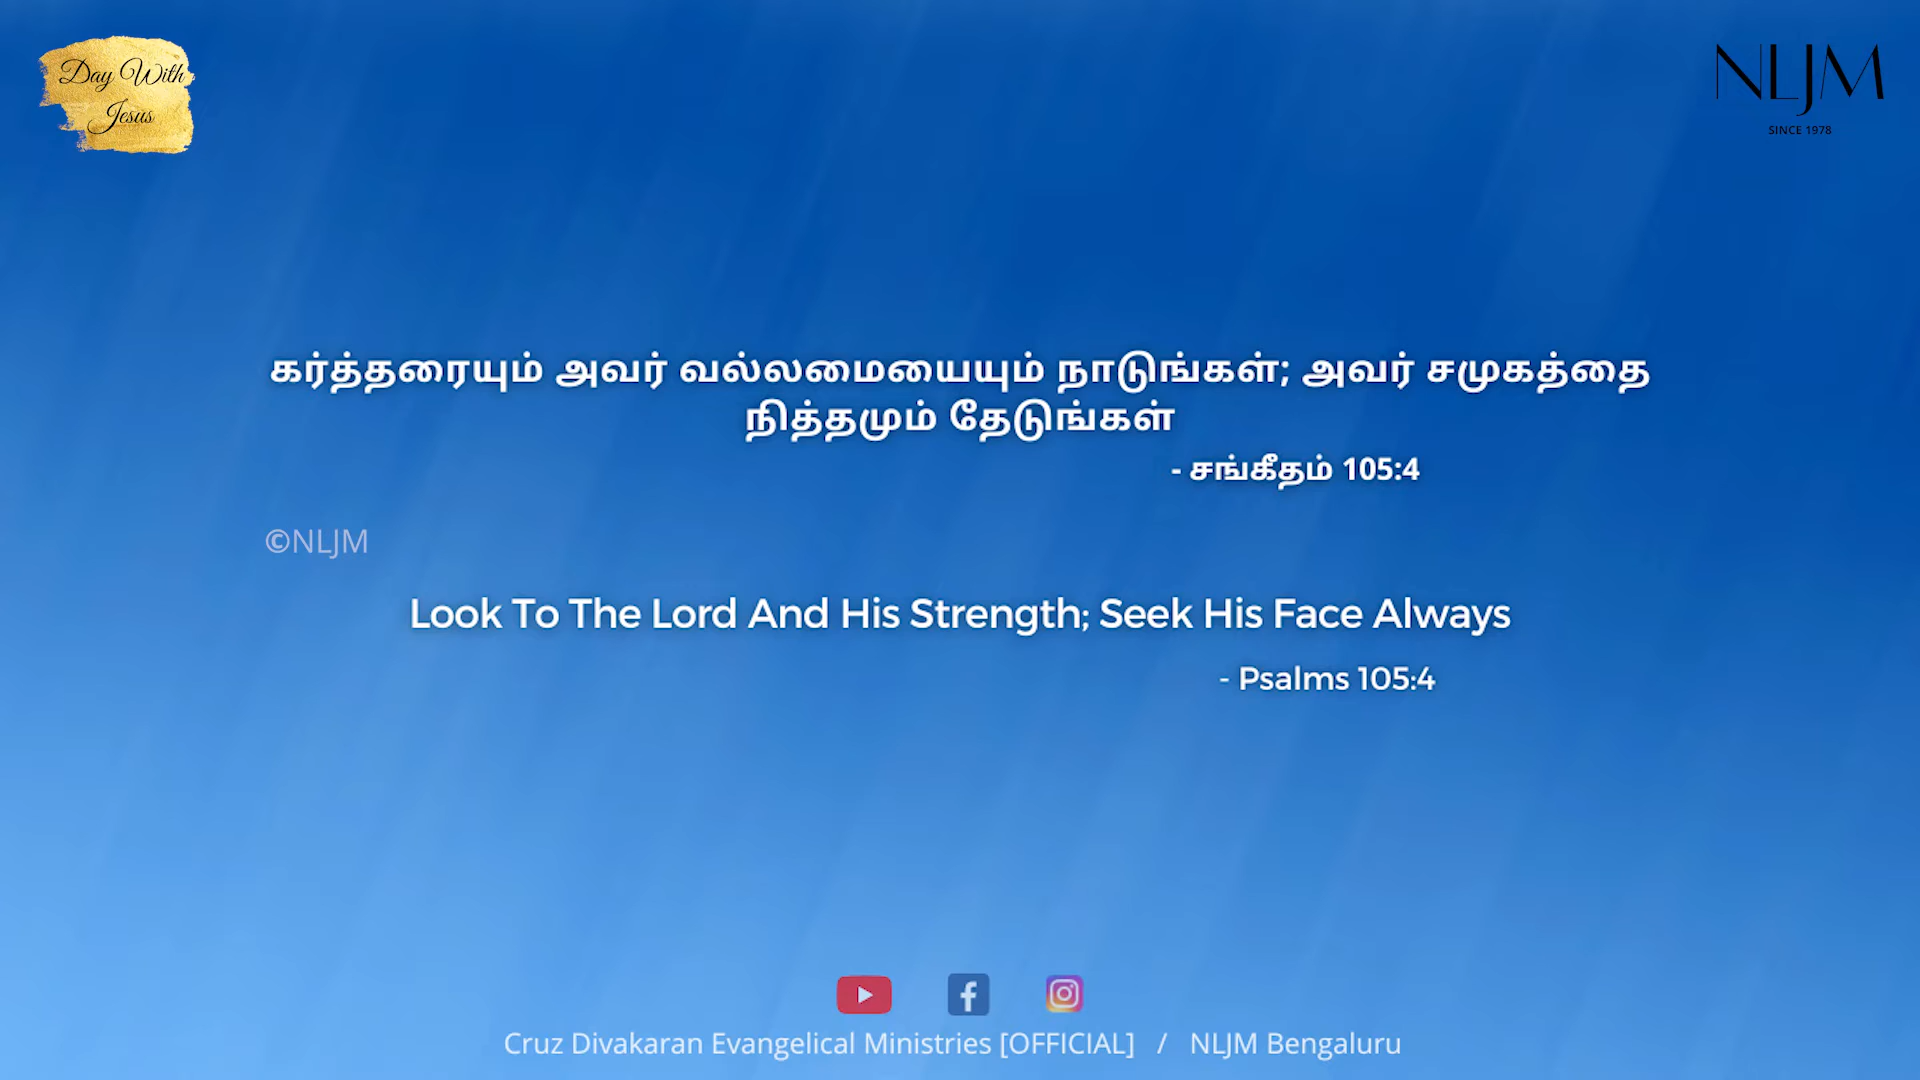 Day With
Jesus
NLJM
SINCE 1978
கர்த்தரையும் அவர் வல்லமையையும் நாடுங்கள்; அவர் சமுகத்தை
நித்தமும் தேடுங்கள்
- சங்கீதம் 105:4
©NLJM
Look To The Lord And His Strength; Seek His Face Always
- Psalms 105:4
Cruz Divakaran Evangelical Ministries [OFFICIAL] / NLJM Bengaluru